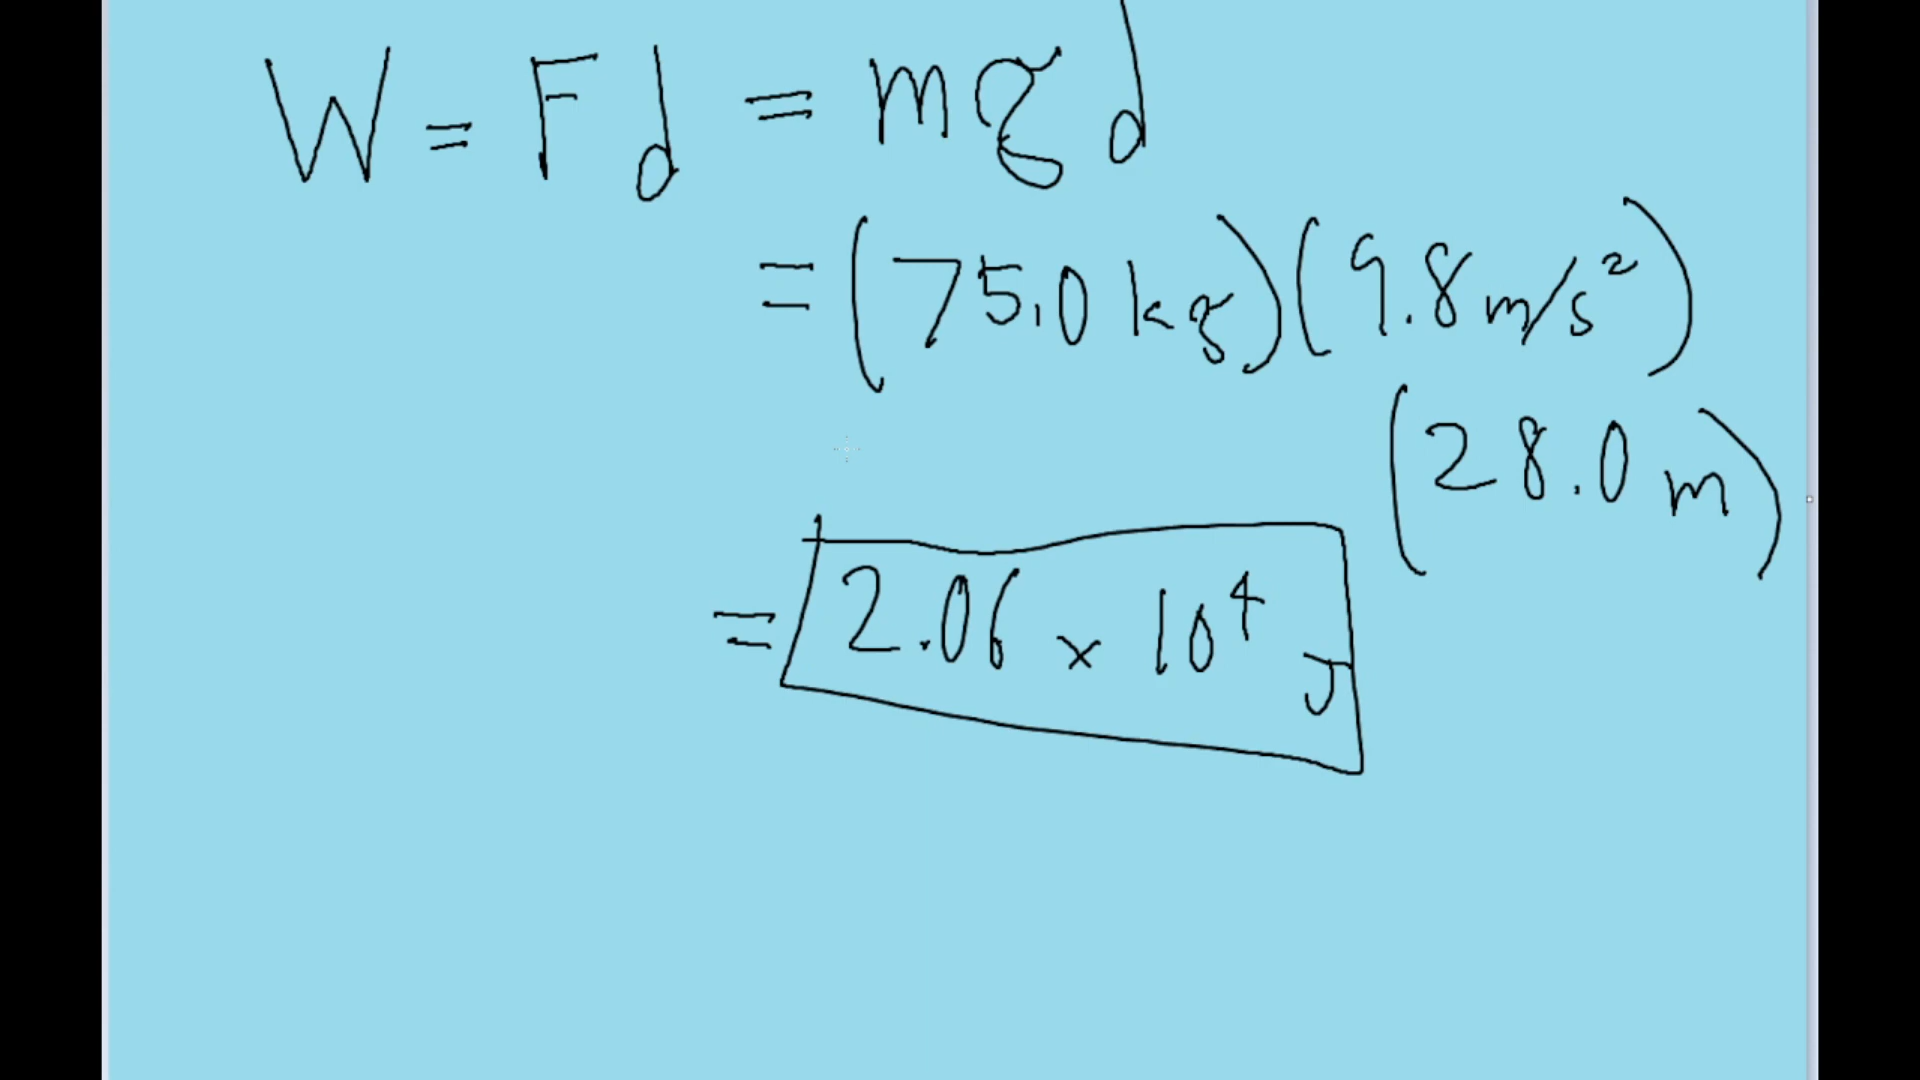 W = Fd = mgd
= (75.0 kg)(9.8 m/s²)
(28.0 m)
= 2.06 × 10⁴ J